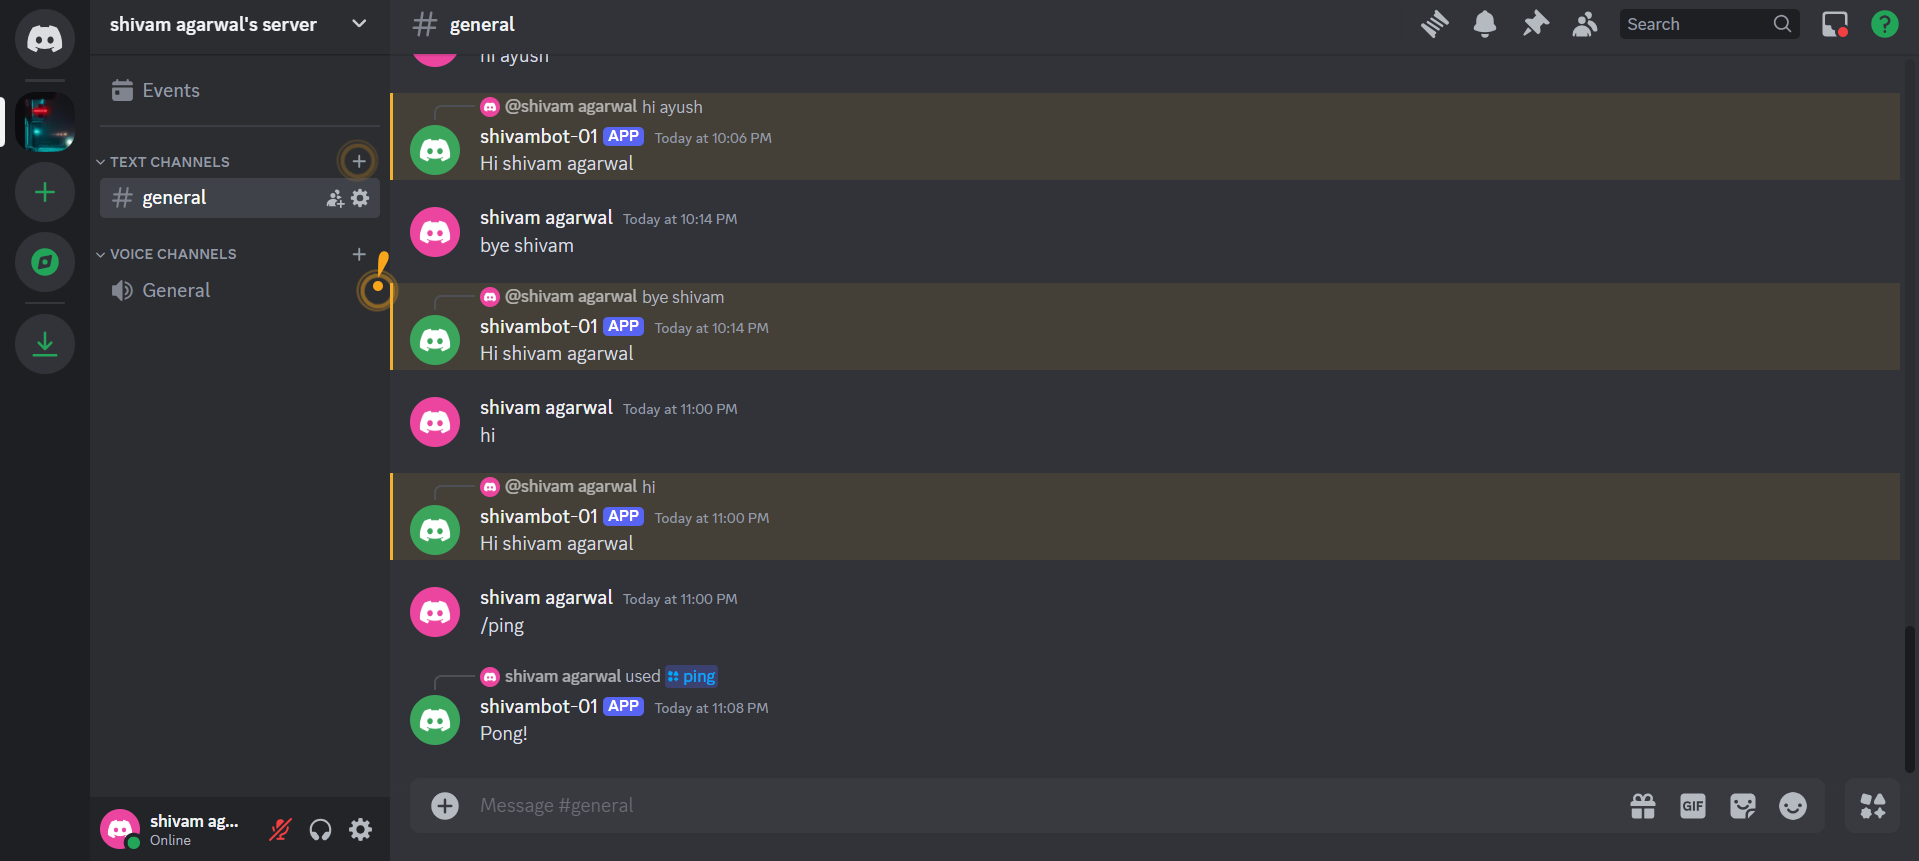 shivam agarwal's server
Events
TEXT CHANNELS
general
VOICE CHANNELS
General
shivam ag...
Online
general
Search
hi ayush
@shivam agarwal hi ayush
shivambot-01 APP Today at 10:06 PM
Hi shivam agarwal
shivam agarwal Today at 10:14 PM
bye shivam
@shivam agarwal bye shivam
shivambot-01 APP Today at 10:14 PM
Hi shivam agarwal
shivam agarwal Today at 11:00 PM
hi
@shivam agarwal hi
shivambot-01 APP Today at 11:00 PM
Hi shivam agarwal
shivam agarwal Today at 11:00 PM
/ping
shivam agarwal used ping
shivambot-01 APP Today at 11:08 PM
Pong!
Message #general
GIF